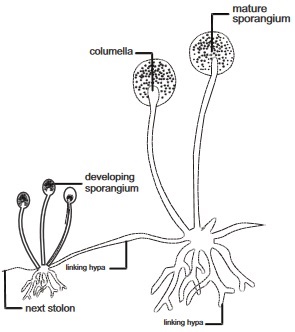 mature
sporangium
columella
developing
sporangium
linking hypa
next stolon
linking hypa